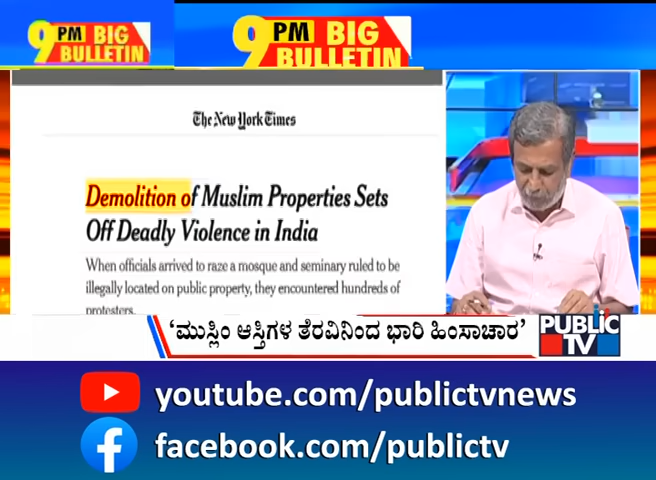 9 PM BIG
BULLETIN
9 PM BIG
BULLETIN
The New York Times
Demolition of Muslim Properties Sets
Off Deadly Violence in India
When officials arrived to raze a mosque and seminary ruled to be
illegally located on public property, they encountered hundreds of
protesters.
‘ಮುಸ್ಲಿಂ ಆಸ್ತಿಗಳ ತೆರವಿನಿಂದ ಭಾರಿ ಹಿಂಸಾಚಾರ’
PUBLIC
TV
youtube.com/publictvnews
facebook.com/publictv